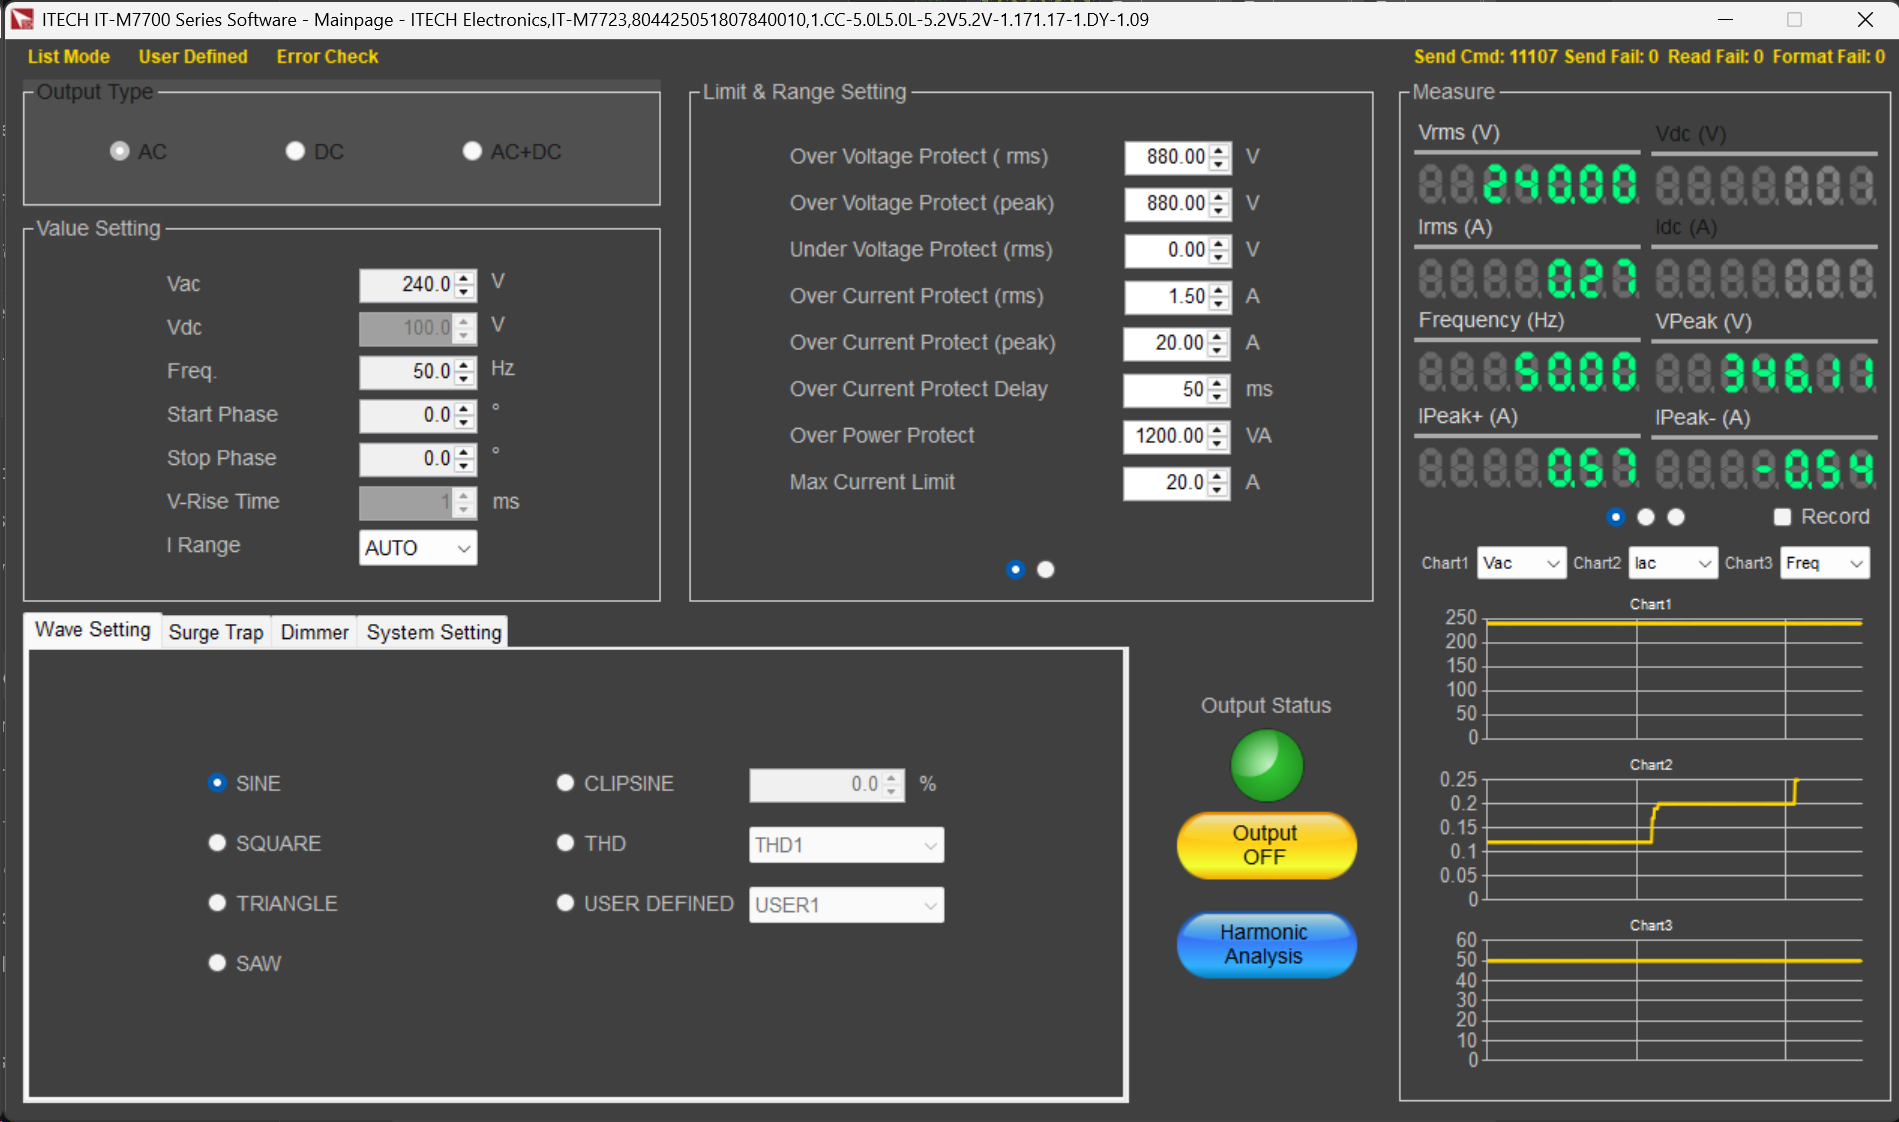 ITECH IT-M7700 Series Software - Mainpage - ITECH Electronics,IT-M7723,804425051807840010,1.CC-5.0L5.0L-5.2V5.2V-1.171.17-1.DY-1.09
List Mode User Defined Error Check
Send Cmd: 11107 Send Fail: 0 Read Fail: 0 Format Fail: 0
Output Type
AC DC AC+DC
Value Setting
Vac 240.0 V
Vdc 100.0 V
Freq. 50.0 Hz
Start Phase 0.0 °
Stop Phase 0.0 °
V-Rise Time 1 ms
I Range AUTO
Limit & Range Setting
Over Voltage Protect ( rms) 880.00 V
Over Voltage Protect (peak) 880.00 V
Under Voltage Protect (rms) 0.00 V
Over Current Protect (rms) 1.50 A
Over Current Protect (peak) 20.00 A
Over Current Protect Delay 50 ms
Over Power Protect 1200.00 VA
Max Current Limit 20.0 A
Wave Setting Surge Trap Dimmer System Setting
SINE CLIPSINE 0.0 %
SQUARE THD THD1
TRIANGLE USER DEFINED USER1
SAW
Output Status
Output
OFF
Harmonic
Analysis
Measure
Vrms (V) Vdc (V)
240.00
Irms (A) Idc (A)
0.27
Frequency (Hz) VPeak (V)
50.00 346.11
IPeak+ (A) IPeak- (A)
0.57 -0.54
Record
Chart1 Vac Chart2 Iac Chart3 Freq
Chart1
250
200
150
100
50
0
Chart2
0.25
0.2
0.15
0.1
0.05
0
Chart3
60
50
40
30
20
10
0